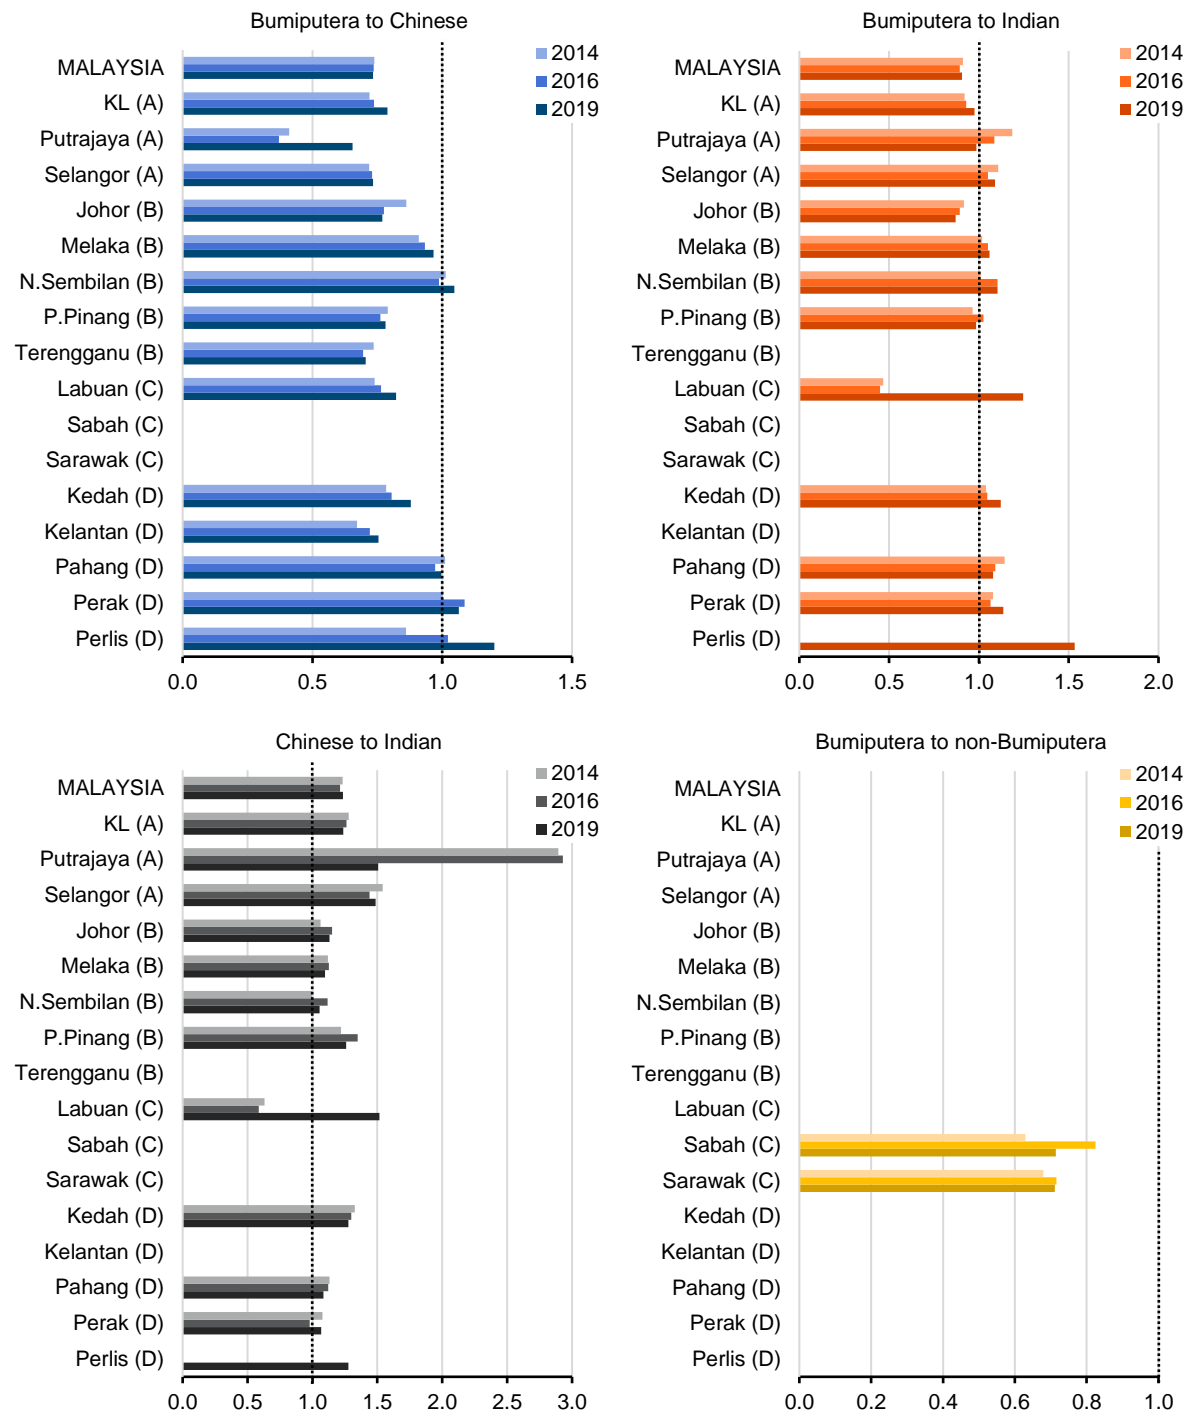 Bumiputera to Chinese
2014
2016
2019
MALAYSIA
KL (A)
Putrajaya (A)
Selangor (A)
Johor (B)
Melaka (B)
N.Sembilan (B)
P.Pinang (B)
Terengganu (B)
Labuan (C)
Sabah (C)
Sarawak (C)
Kedah (D)
Kelantan (D)
Pahang (D)
Perak (D)
Perlis (D)
0.0 0.5 1.0 1.5
Bumiputera to Indian
2014
2016
2019
MALAYSIA
KL (A)
Putrajaya (A)
Selangor (A)
Johor (B)
Melaka (B)
N.Sembilan (B)
P.Pinang (B)
Terengganu (B)
Labuan (C)
Sabah (C)
Sarawak (C)
Kedah (D)
Kelantan (D)
Pahang (D)
Perak (D)
Perlis (D)
0.0 0.5 1.0 1.5 2.0
Chinese to Indian
2014
2016
2019
MALAYSIA
KL (A)
Putrajaya (A)
Selangor (A)
Johor (B)
Melaka (B)
N.Sembilan (B)
P.Pinang (B)
Terengganu (B)
Labuan (C)
Sabah (C)
Sarawak (C)
Kedah (D)
Kelantan (D)
Pahang (D)
Perak (D)
Perlis (D)
0.0 0.5 1.0 1.5 2.0 2.5 3.0
Bumiputera to non-Bumiputera
2014
2016
2019
MALAYSIA
KL (A)
Putrajaya (A)
Selangor (A)
Johor (B)
Melaka (B)
N.Sembilan (B)
P.Pinang (B)
Terengganu (B)
Labuan (C)
Sabah (C)
Sarawak (C)
Kedah (D)
Kelantan (D)
Pahang (D)
Perak (D)
Perlis (D)
0.0 0.2 0.4 0.6 0.8 1.0